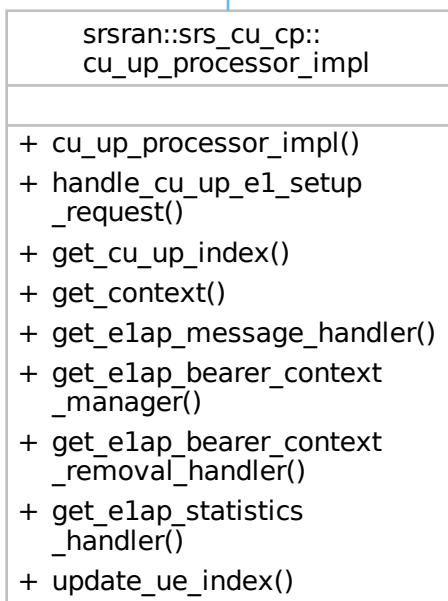 srsran::srs_cu_cp::
cu_up_processor_impl
+ cu_up_processor_impl()
+ handle_cu_up_e1_setup
_request()
+ get_cu_up_index()
+ get_context()
+ get_e1ap_message_handler()
+ get_e1ap_bearer_context
_manager()
+ get_e1ap_bearer_context
_removal_handler()
+ get_e1ap_statistics
_handler()
+ update_ue_index()